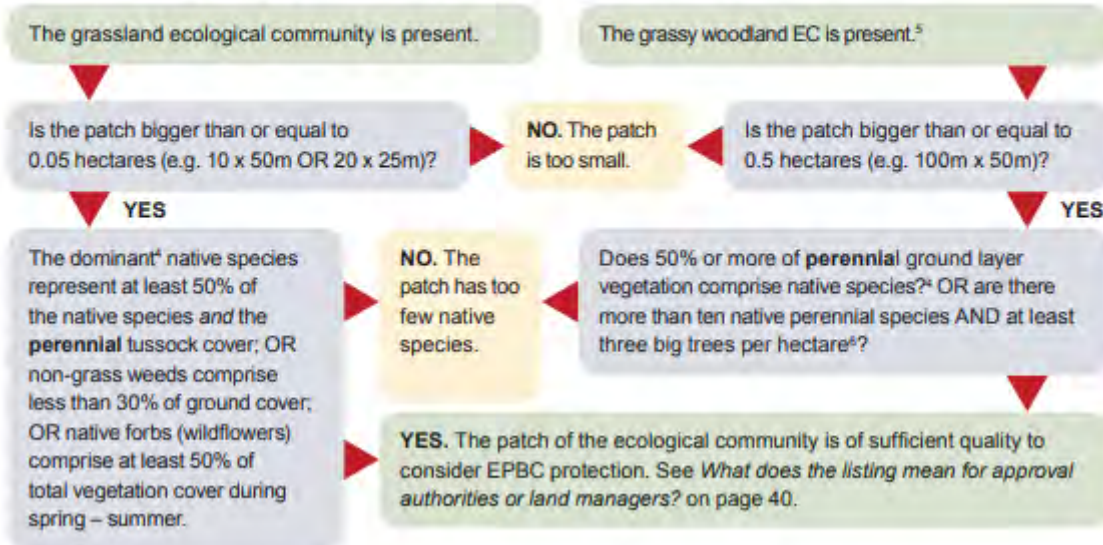 The grassland ecological community is present.
The grassy woodland EC is present.⁵
Is the patch bigger than or equal to
0.05 hectares (e.g. 10 x 50m OR 20 x 25m)?
NO. The patch
is too small.
Is the patch bigger than or equal to
0.5 hectares (e.g. 100m x 50m)?
YES
YES
The dominant⁴ native species
represent at least 50% of
the native species and the
perennial tussock cover; OR
non-grass weeds comprise
less than 30% of ground cover;
OR native forbs (wildflowers)
comprise at least 50% of
total vegetation cover during
spring – summer.
NO. The
patch has too
few native
species.
Does 50% or more of perennial ground layer
vegetation comprise native species?⁴ OR are there
more than ten native perennial species AND at least
three big trees per hectare⁶?
YES. The patch of the ecological community is of sufficient quality to
consider EPBC protection. See What does the listing mean for approval
authorities or land managers? on page 40.